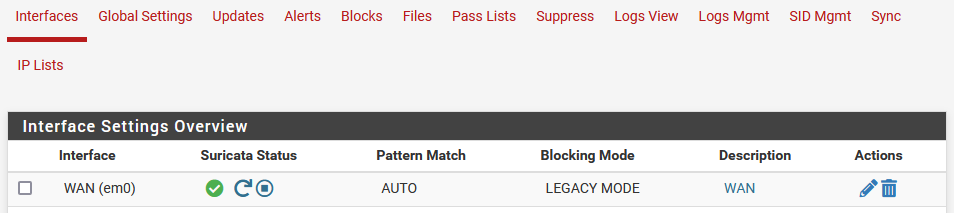 Interfaces Global Settings Updates Alerts Blocks Files Pass Lists Suppress Logs View Logs Mgmt SID Mgmt Sync
IP Lists
Interface Settings Overview
Interface Suricata Status Pattern Match Blocking Mode Description Actions
WAN (em0) AUTO LEGACY MODE WAN